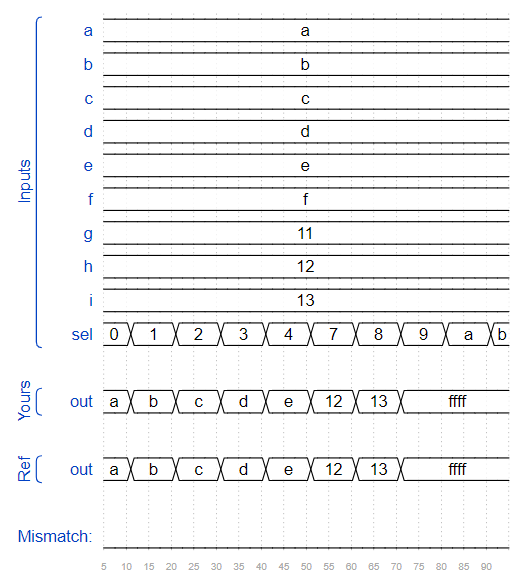 Inputs
a a
b b
c c
d d
e e
f f
g 11
h 12
i 13
sel 0 1 2 3 4 7 8 9 a b
Yours
out a b c d e 12 13 ffff
Ref
out a b c d e 12 13 ffff
Mismatch:
5 10 15 20 25 30 35 40 45 50 55 60 65 70 75 80 85 90